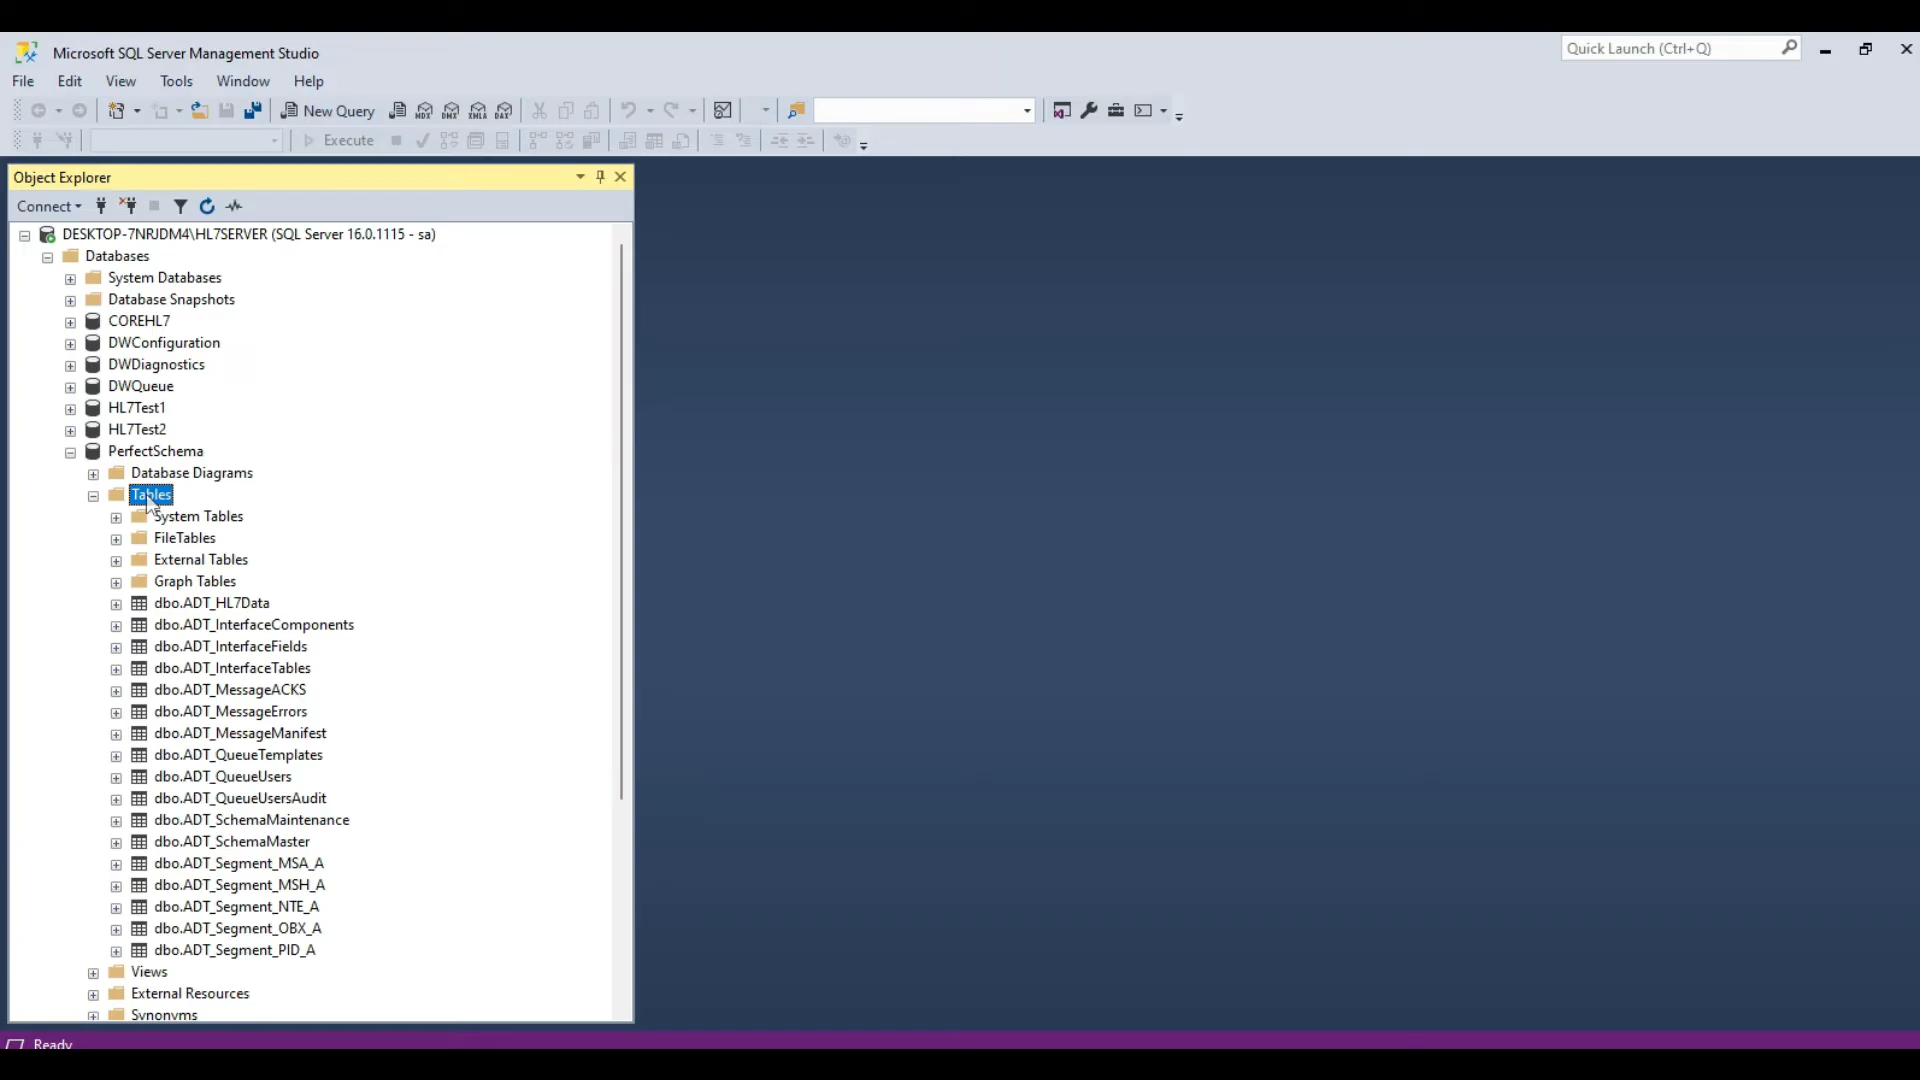 Microsoft SQL Server Management Studio
Quick Launch (Ctrl+Q)
File Edit View Tools Window Help
New Query MDX DMX XMLA DAX
Execute
Object Explorer
Connect
DESKTOP-7NRJDM4\HL7SERVER (SQL Server 16.0.1115 - sa)
Databases
System Databases
Database Snapshots
COREHL7
DWConfiguration
DWDiagnostics
DWQueue
HL7Test1
HL7Test2
PerfectSchema
Database Diagrams
Tables
System Tables
FileTables
External Tables
Graph Tables
dbo.ADT_HL7Data
dbo.ADT_InterfaceComponents
dbo.ADT_InterfaceFields
dbo.ADT_InterfaceTables
dbo.ADT_MessageACKS
dbo.ADT_MessageErrors
dbo.ADT_MessageManifest
dbo.ADT_QueueTemplates
dbo.ADT_QueueUsers
dbo.ADT_QueueUsersAudit
dbo.ADT_SchemaMaintenance
dbo.ADT_SchemaMaster
dbo.ADT_Segment_MSA_A
dbo.ADT_Segment_MSH_A
dbo.ADT_Segment_NTE_A
dbo.ADT_Segment_OBX_A
dbo.ADT_Segment_PID_A
Views
External Resources
Synonyms
Ready